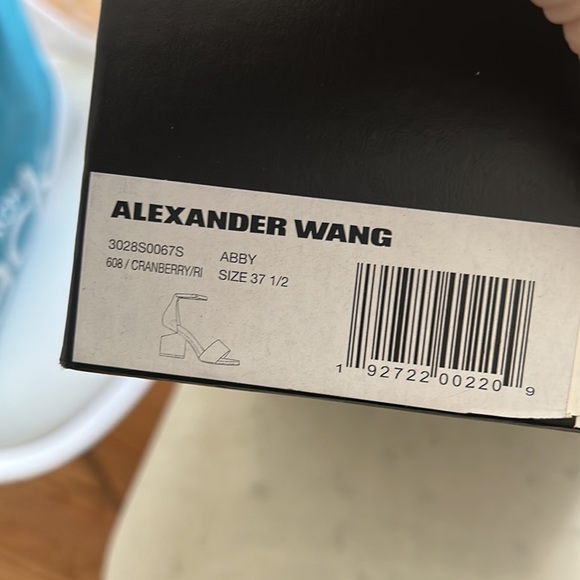 ALEXANDER WANG
3028S0067S ABBY
608 / CRANBERRY/RI SIZE 37 1/2
1 92722 00220 9